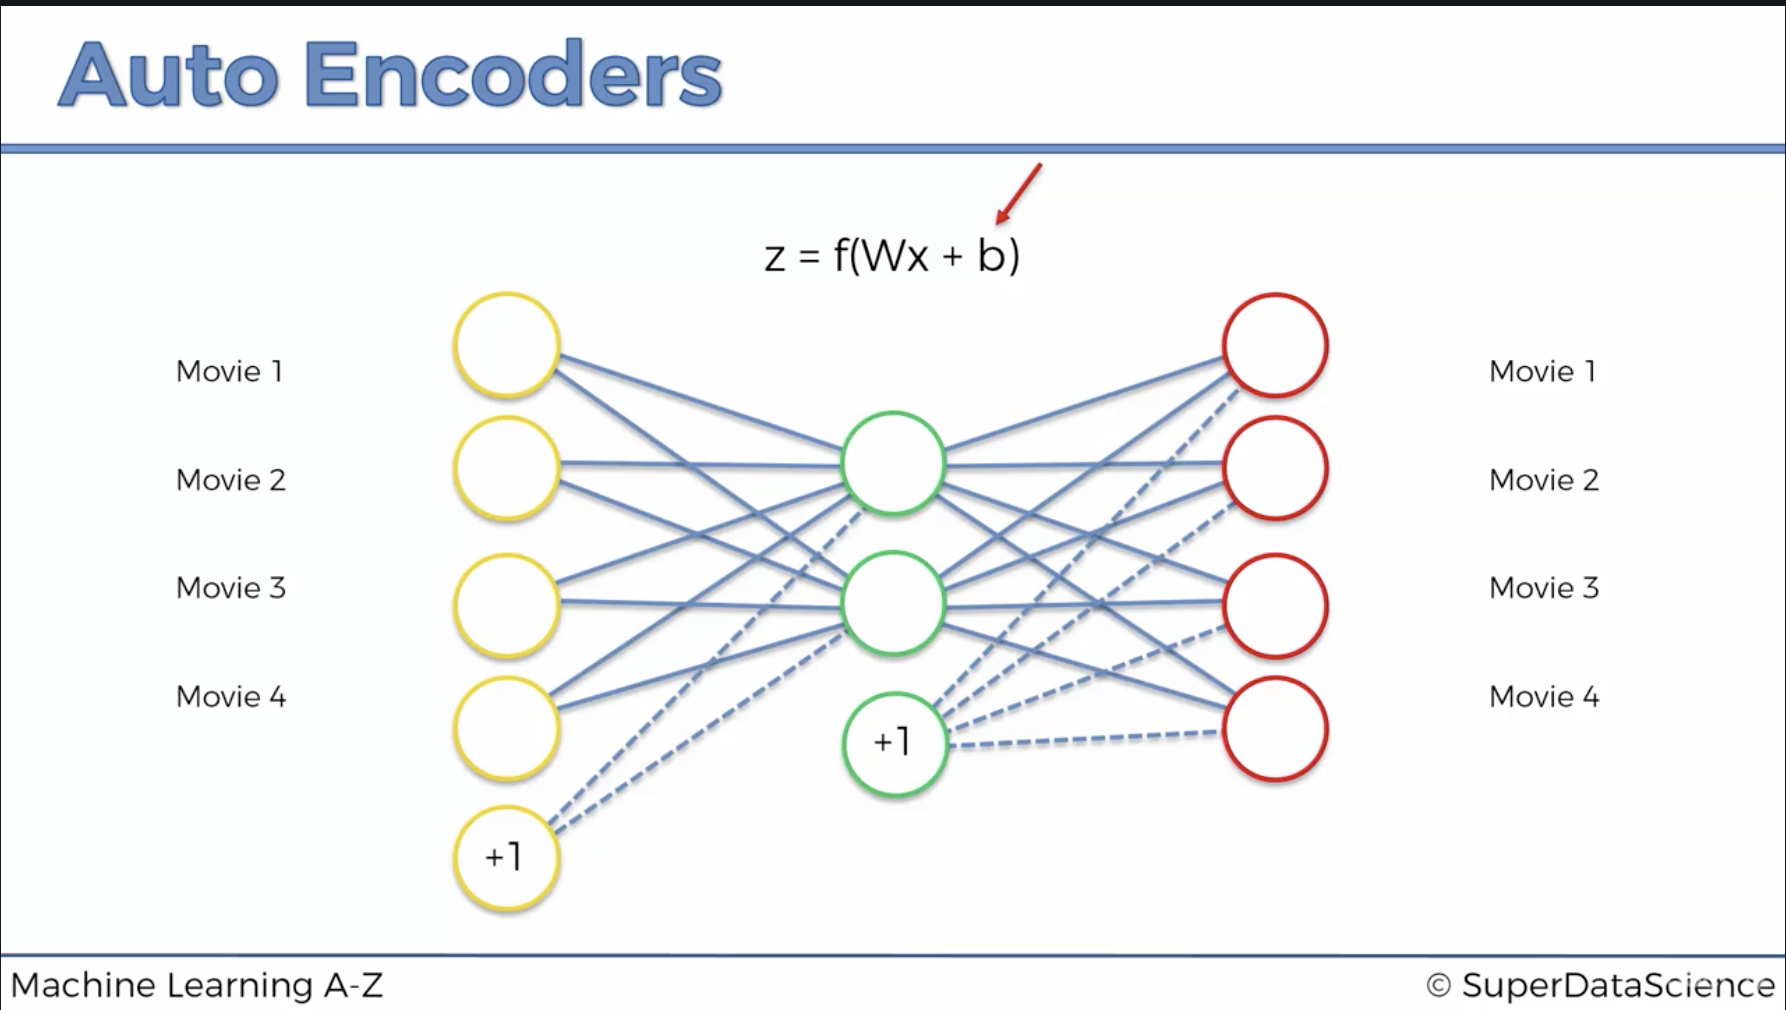 Auto Encoders
z = f(Wx + b)
Movie 1
Movie 2
Movie 3
Movie 4
+1
+1
Movie 1
Movie 2
Movie 3
Movie 4
Machine Learning A-Z
© SuperDataScience